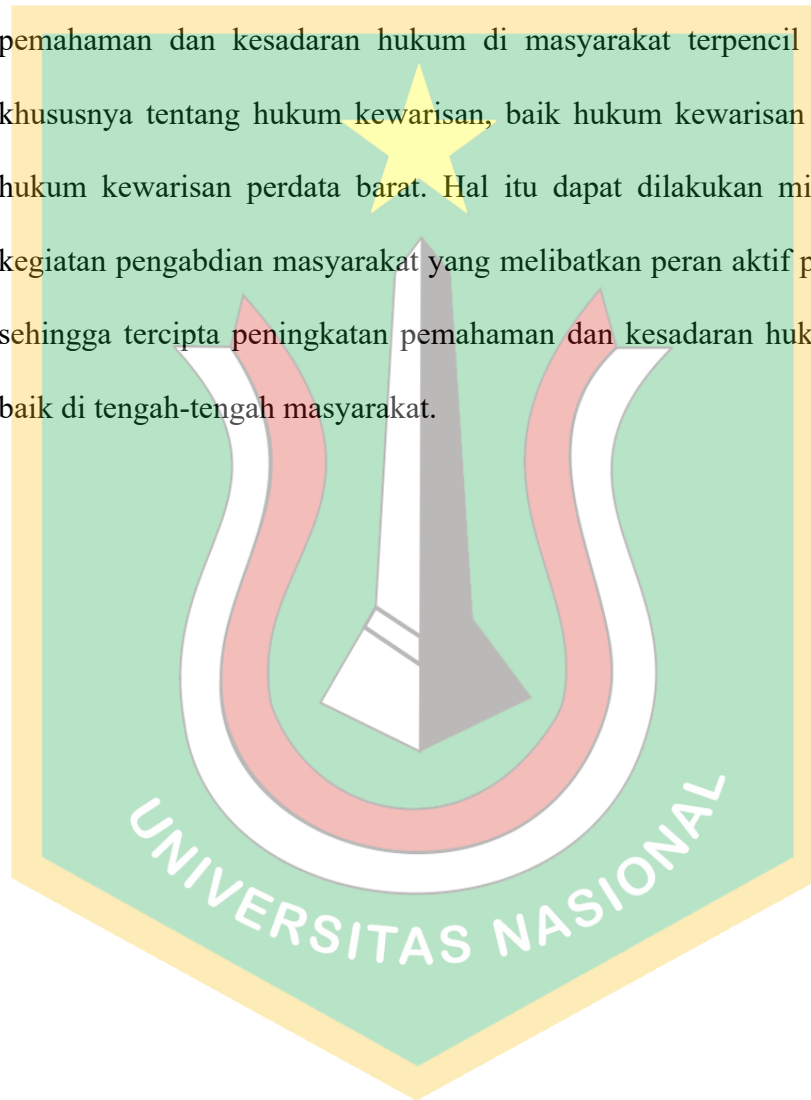 pemahaman dan kesadaran hukum di masyarakat terpencil
khususnya tentang hukum kewarisan, baik hukum kewarisan
hukum kewarisan perdata barat. Hal itu dapat dilakukan
kegiatan pengabdian masyarakat yang melibatkan peran aktif
sehingga tercipta peningkatan pemahaman dan kesadaran
baik di tengah-tengah masyarakat.
UNIVERSITAS NASIONAL